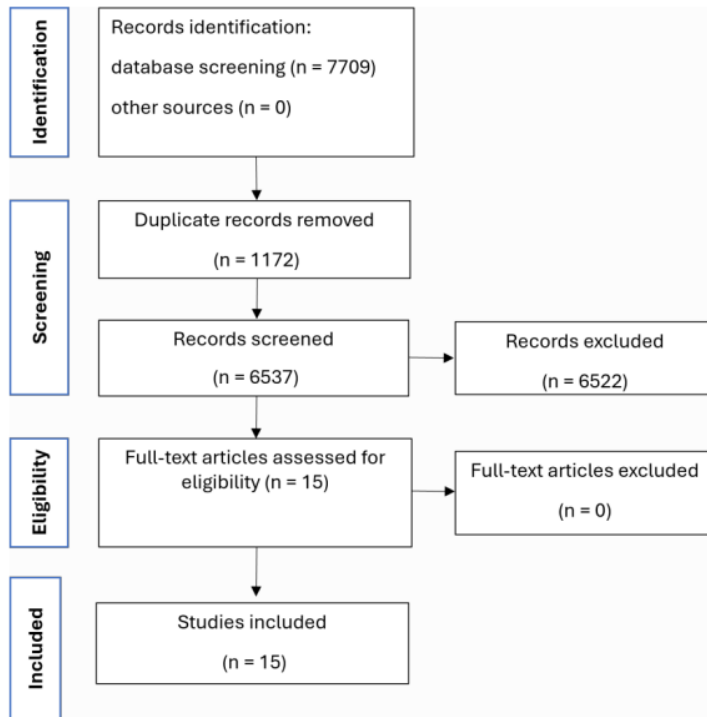 Identification
Records identification:
database screening (n = 7709)
other sources (n = 0)
Screening
Duplicate records removed
(n = 1172)
Records screened
(n = 6537)
Records excluded
(n = 6522)
Eligibility
Full-text articles assessed for
eligibility (n = 15)
Full-text articles excluded
(n = 0)
Included
Studies included
(n = 15)